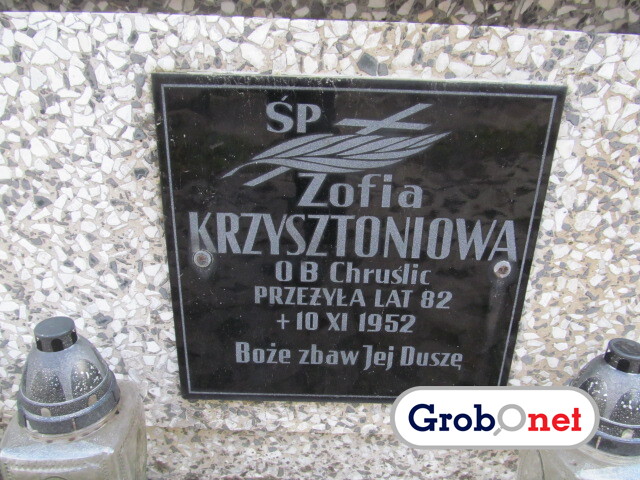 ŚP
Zofia
KRZYSZTONIOWA
O B Chruślic
PRZEŻYŁA LAT 82
+ 10 XI 1952
Boże zbaw Jej Duszę
Grobonet